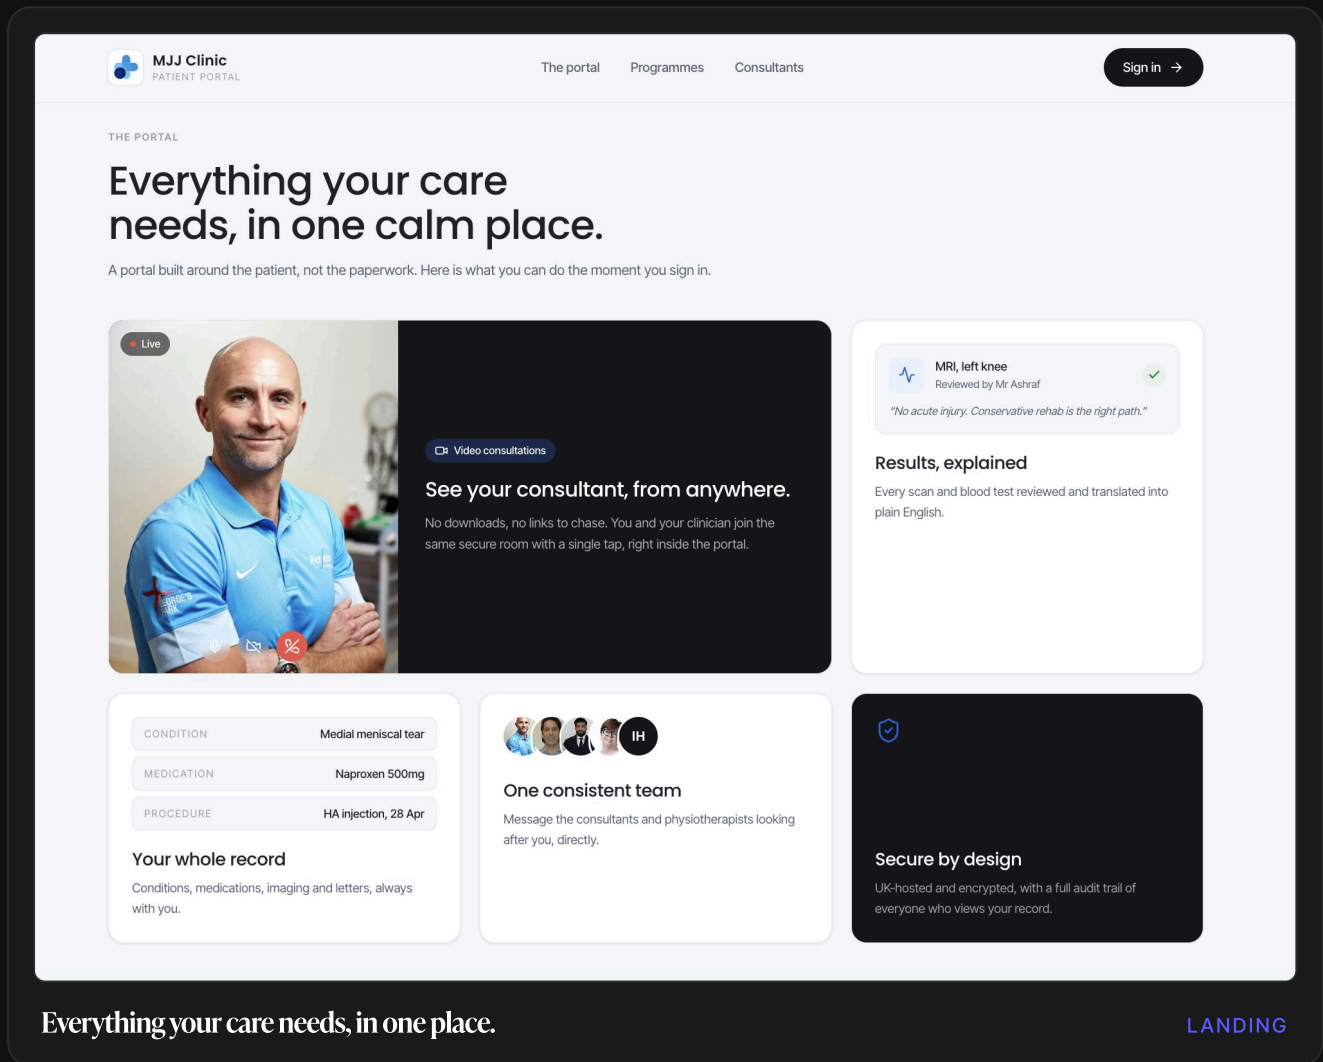 MJJ Clinic
PATIENT PORTAL
The portal
Programmes
Consultants
Sign in
THE PORTAL
Everything your care
needs, in one calm place.
A portal built around the patient, not the paperwork. Here is what you can do the moment you sign in.
Live
GEORGE'S
PARK
Video consultations
See your consultant, from anywhere.
No downloads, no links to chase. You and your clinician join the
same secure room with a single tap, right inside the portal.
MRI, left knee
Reviewed by Mr Ashraf
“No acute injury. Conservative rehab is the right path.”
Results, explained
Every scan and blood test reviewed and translated into
plain English.
CONDITION
Medial meniscal tear
MEDICATION
Naproxen 500mg
PROCEDURE
HA injection, 28 Apr
Your whole record
Conditions, medications, imaging and letters, always
with you.
IH
One consistent team
Message the consultants and physiotherapists looking
after you, directly.
Secure by design
UK-hosted and encrypted, with a full audit trail of
everyone who views your record.
Everything your care needs, in one place.
LANDING